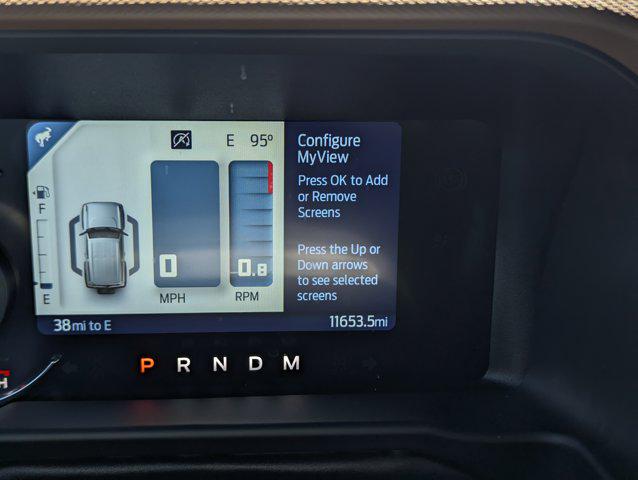 E 95°
F
E
0
MPH
0.8
RPM
Configure
MyView
Press OK to Add
or Remove
Screens
Press the Up or
Down arrows
to see selected
screens
38mi to E
11653.5mi
P R N D M
H